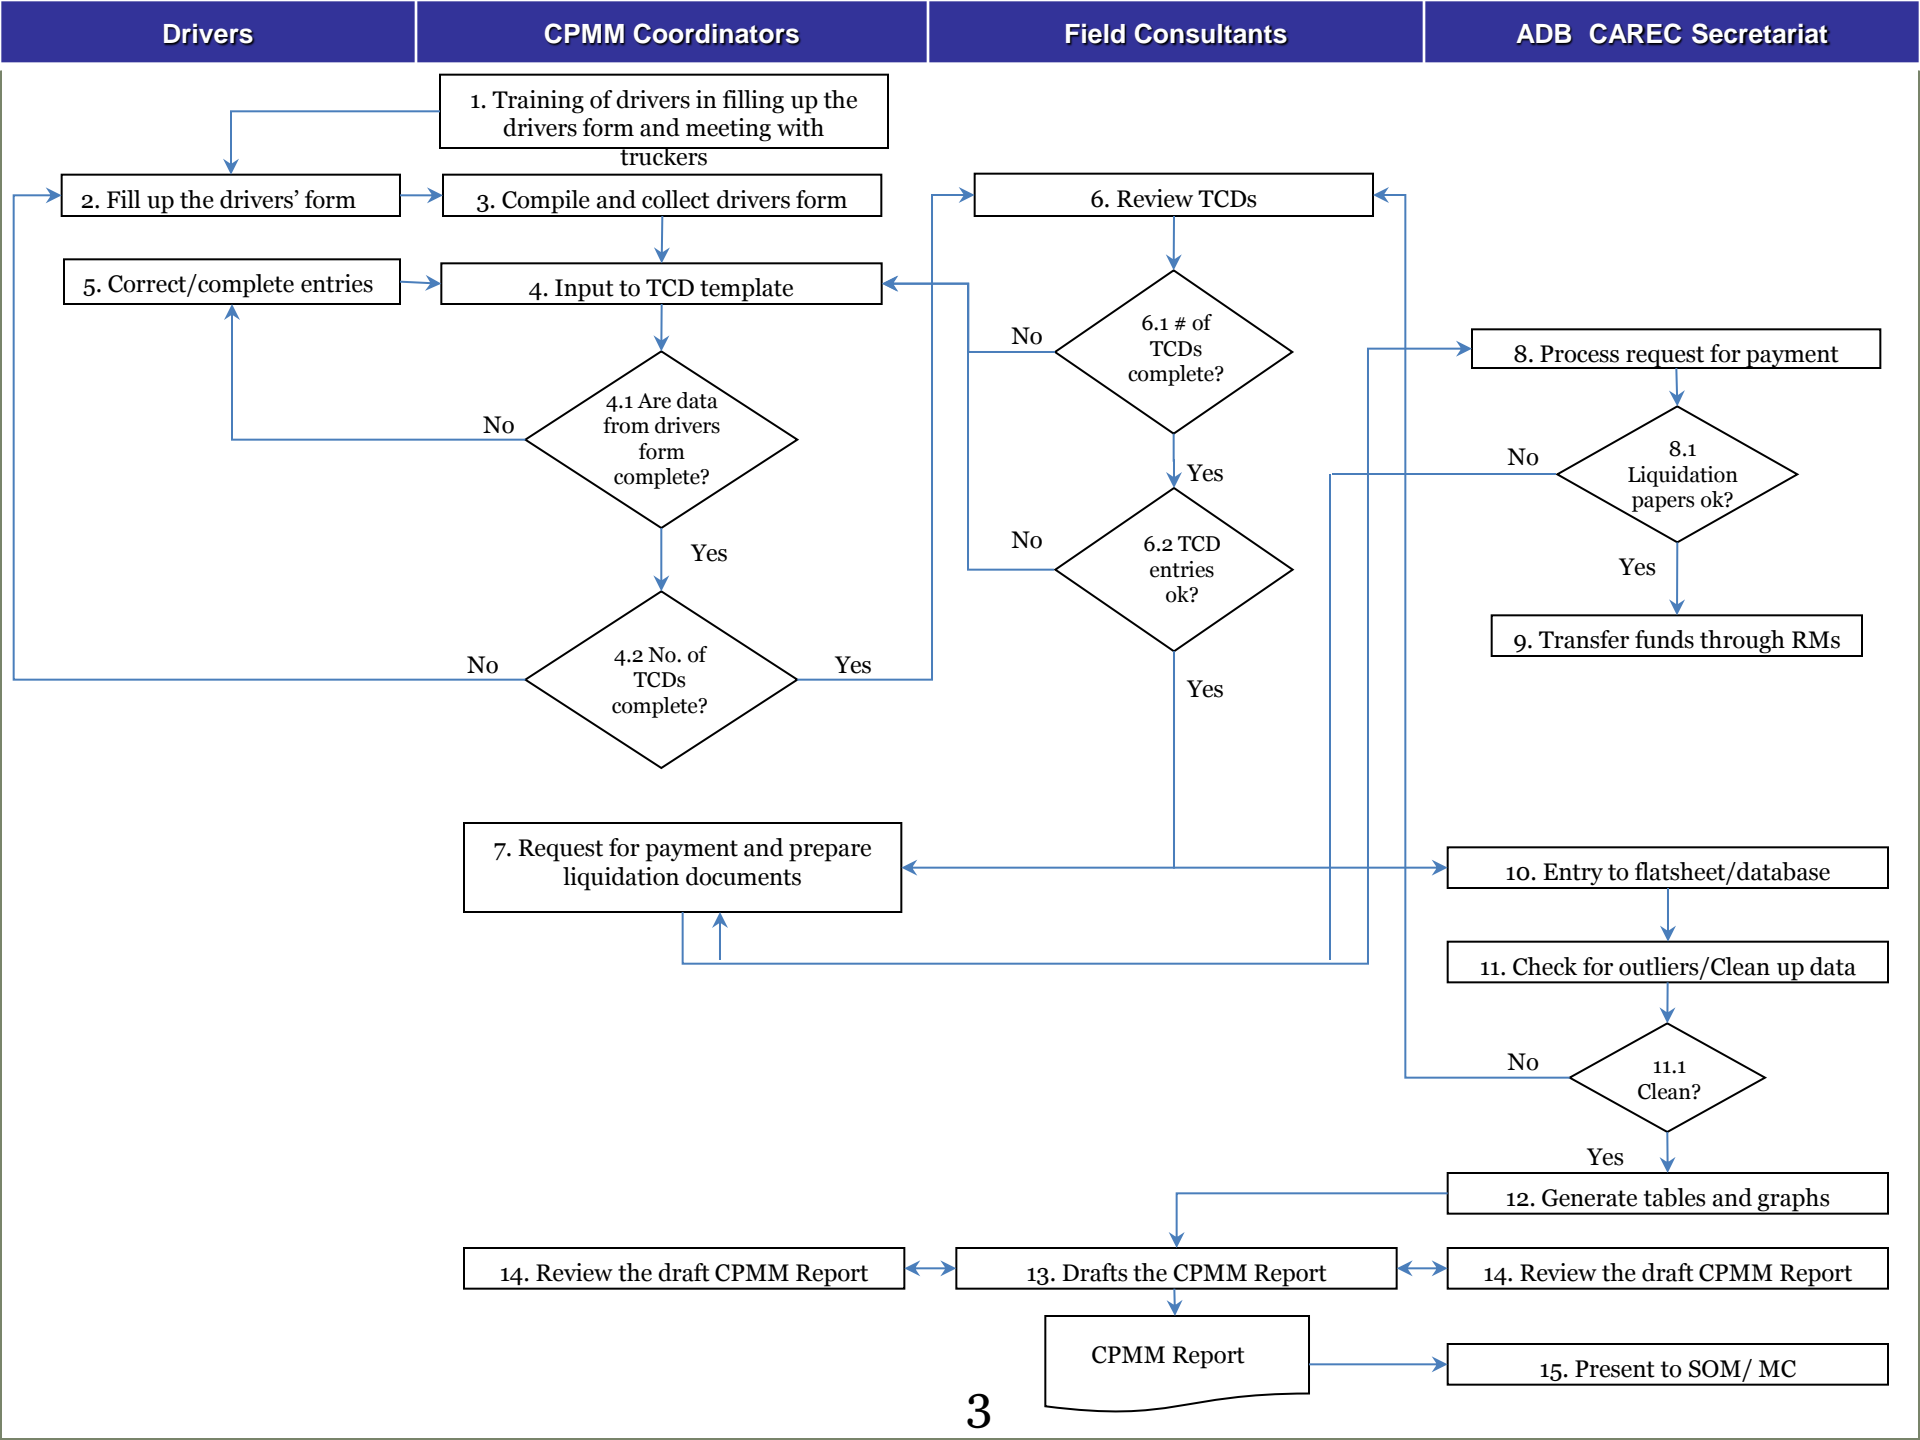 Drivers
CPMM Coordinators
Field Consultants
ADB CAREC Secretariat
1. Training of drivers in filling up the
drivers form and meeting with
truckers
2. Fill up the drivers’ form
3. Compile and collect drivers form
6. Review TCDs
5. Correct/complete entries
4. Input to TCD template
No
6.1 # of
TCDs
complete?
8. Process request for payment
No
4.1 Are data
from drivers
form
complete?
Yes
No
8.1
Liquidation
papers ok?
Yes
No
6.2 TCD
entries
ok?
Yes
9. Transfer funds through RMs
No
4.2 No. of
TCDs
complete?
Yes
Yes
7. Request for payment and prepare
liquidation documents
10. Entry to flatsheet/database
11. Check for outliers/Clean up data
No
11.1
Clean?
Yes
12. Generate tables and graphs
14. Review the draft CPMM Report
13. Drafts the CPMM Report
14. Review the draft CPMM Report
CPMM Report
15. Present to SOM/ MC
3